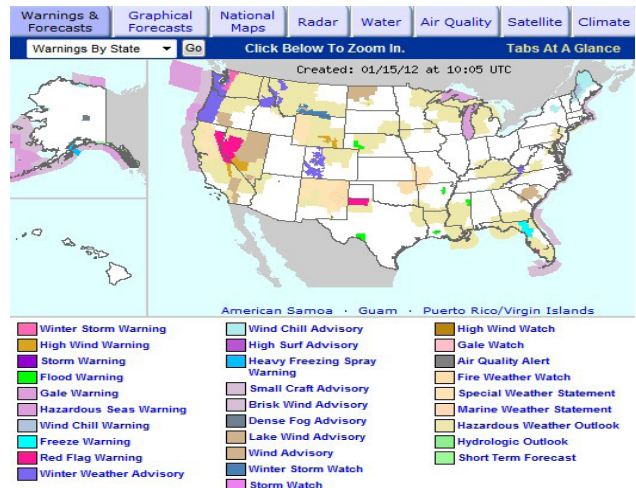 Warnings & Forecasts
Graphical Forecasts
National Maps
Radar
Water
Air Quality
Satellite
Climate
Warnings By State
Go
Click Below To Zoom In.
Tabs At A Glance
Created: 01/15/12 at 10:05 UTC
American Samoa · Guam · Puerto Rico/Virgin Islands
Winter Storm Warning
High Wind Warning
Storm Warning
Flood Warning
Gale Warning
Hazardous Seas Warning
Wind Chill Warning
Freeze Warning
Red Flag Warning
Winter Weather Advisory
Wind Chill Advisory
High Surf Advisory
Heavy Freezing Spray
Warning
Small Craft Advisory
Brisk Wind Advisory
Dense Fog Advisory
Lake Wind Advisory
Wind Advisory
Winter Storm Watch
Storm Watch
High Wind Watch
Gale Watch
Air Quality Alert
Fire Weather Watch
Special Weather Statement
Marine Weather Statement
Hazardous Weather Outlook
Hydrologic Outlook
Short Term Forecast